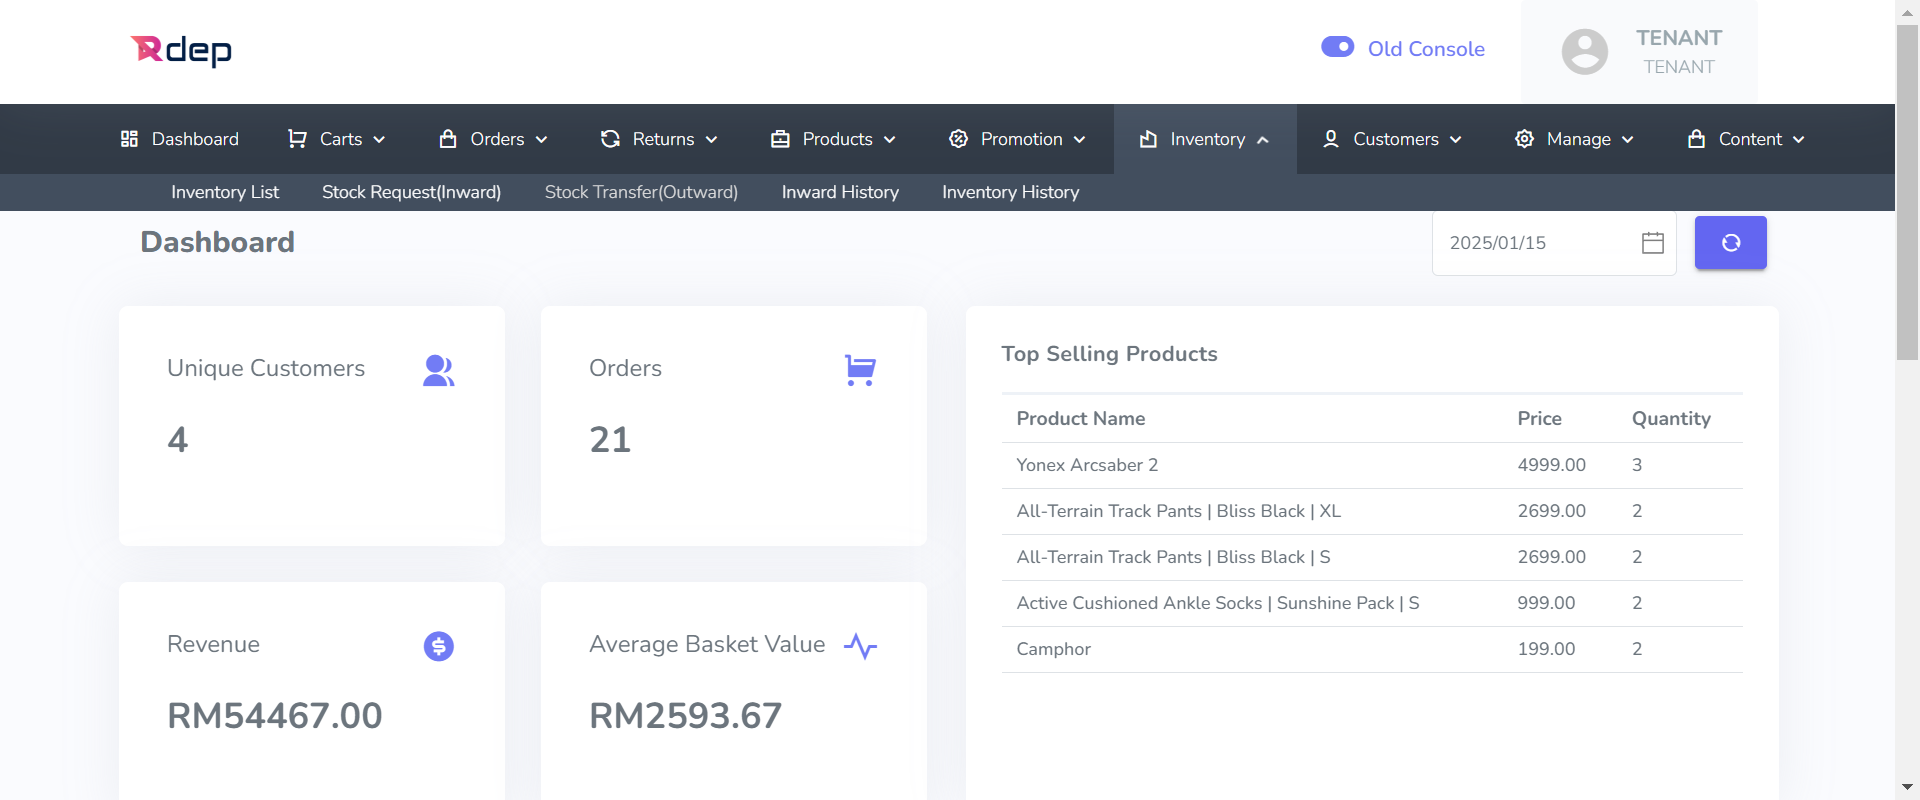 Rdep
Old Console
TENANT
TENANT
Dashboard Carts Orders Returns Products Promotion Inventory Customers Manage Content
Inventory List Stock Request(Inward) Stock Transfer(Outward) Inward History Inventory History
Dashboard
2025/01/15
Unique Customers
4
Orders
21
Revenue
RM54467.00
Average Basket Value
RM2593.67
Top Selling Products
Product Name Price Quantity
Yonex Arcsaber 2 4999.00 3
All-Terrain Track Pants | Bliss Black | XL 2699.00 2
All-Terrain Track Pants | Bliss Black | S 2699.00 2
Active Cushioned Ankle Socks | Sunshine Pack | S 999.00 2
Camphor 199.00 2